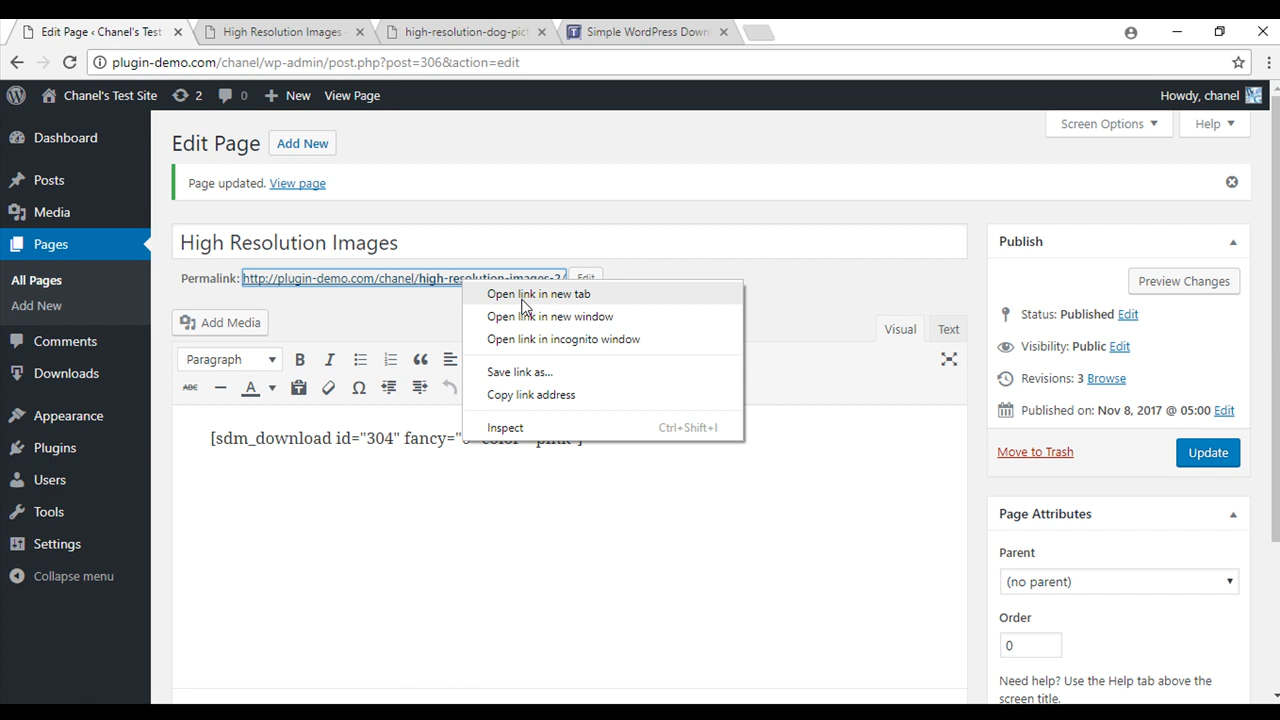 Edit Page ‹ Chanel's Test
High Resolution Images -
high-resolution-dog-pict
Simple WordPress Down
plugin-demo.com/chanel/wp-admin/post.php?post=306&action=edit
Chanel's Test Site 2 0 New View Page Howdy, chanel
Screen Options Help
Dashboard
Posts
Media
Pages
All Pages
Add New
Comments
Downloads
Appearance
Plugins
Users
Tools
Settings
Collapse menu
Edit Page Add New
Page updated. View page
High Resolution Images
Permalink: http://plugin-demo.com/chanel/high-resolution-images-2/ Edit
Add Media
Visual Text
Paragraph B I
ABC A Ω
[sdm_download id="304" fancy="0" color="pink"]
Open link in new tab
Open link in new window
Open link in incognito window
Save link as...
Copy link address
Inspect Ctrl+Shift+I
Publish
Preview Changes
Status: Published Edit
Visibility: Public Edit
Revisions: 3 Browse
Published on: Nov 8, 2017 @ 05:00 Edit
Move to Trash Update
Page Attributes
Parent
(no parent)
Order
0
Need help? Use the Help tab above the
screen title.